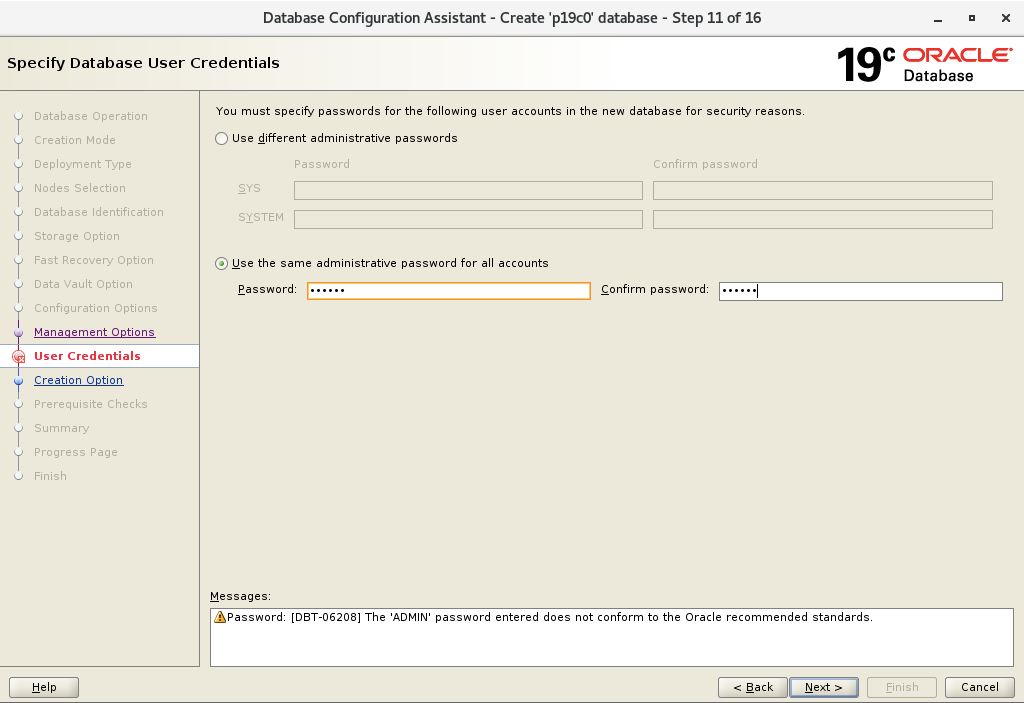 Database Configuration Assistant - Create 'p19c0' database - Step 11 of 16
Specify Database User Credentials
19c ORACLE
Database
Database Operation
Creation Mode
Deployment Type
Nodes Selection
Database Identification
Storage Option
Fast Recovery Option
Data Vault Option
Configuration Options
Management Options
User Credentials
Creation Option
Prerequisite Checks
Summary
Progress Page
Finish
You must specify passwords for the following user accounts in the new database for security reasons.
Use different administrative passwords
Password Confirm password
SYS
SYSTEM
Use the same administrative password for all accounts
Password: •••••• Confirm password: ••••••
Messages:
Password: [DBT-06208] The 'ADMIN' password entered does not conform to the Oracle recommended standards.
Help < Back Next > Finish Cancel